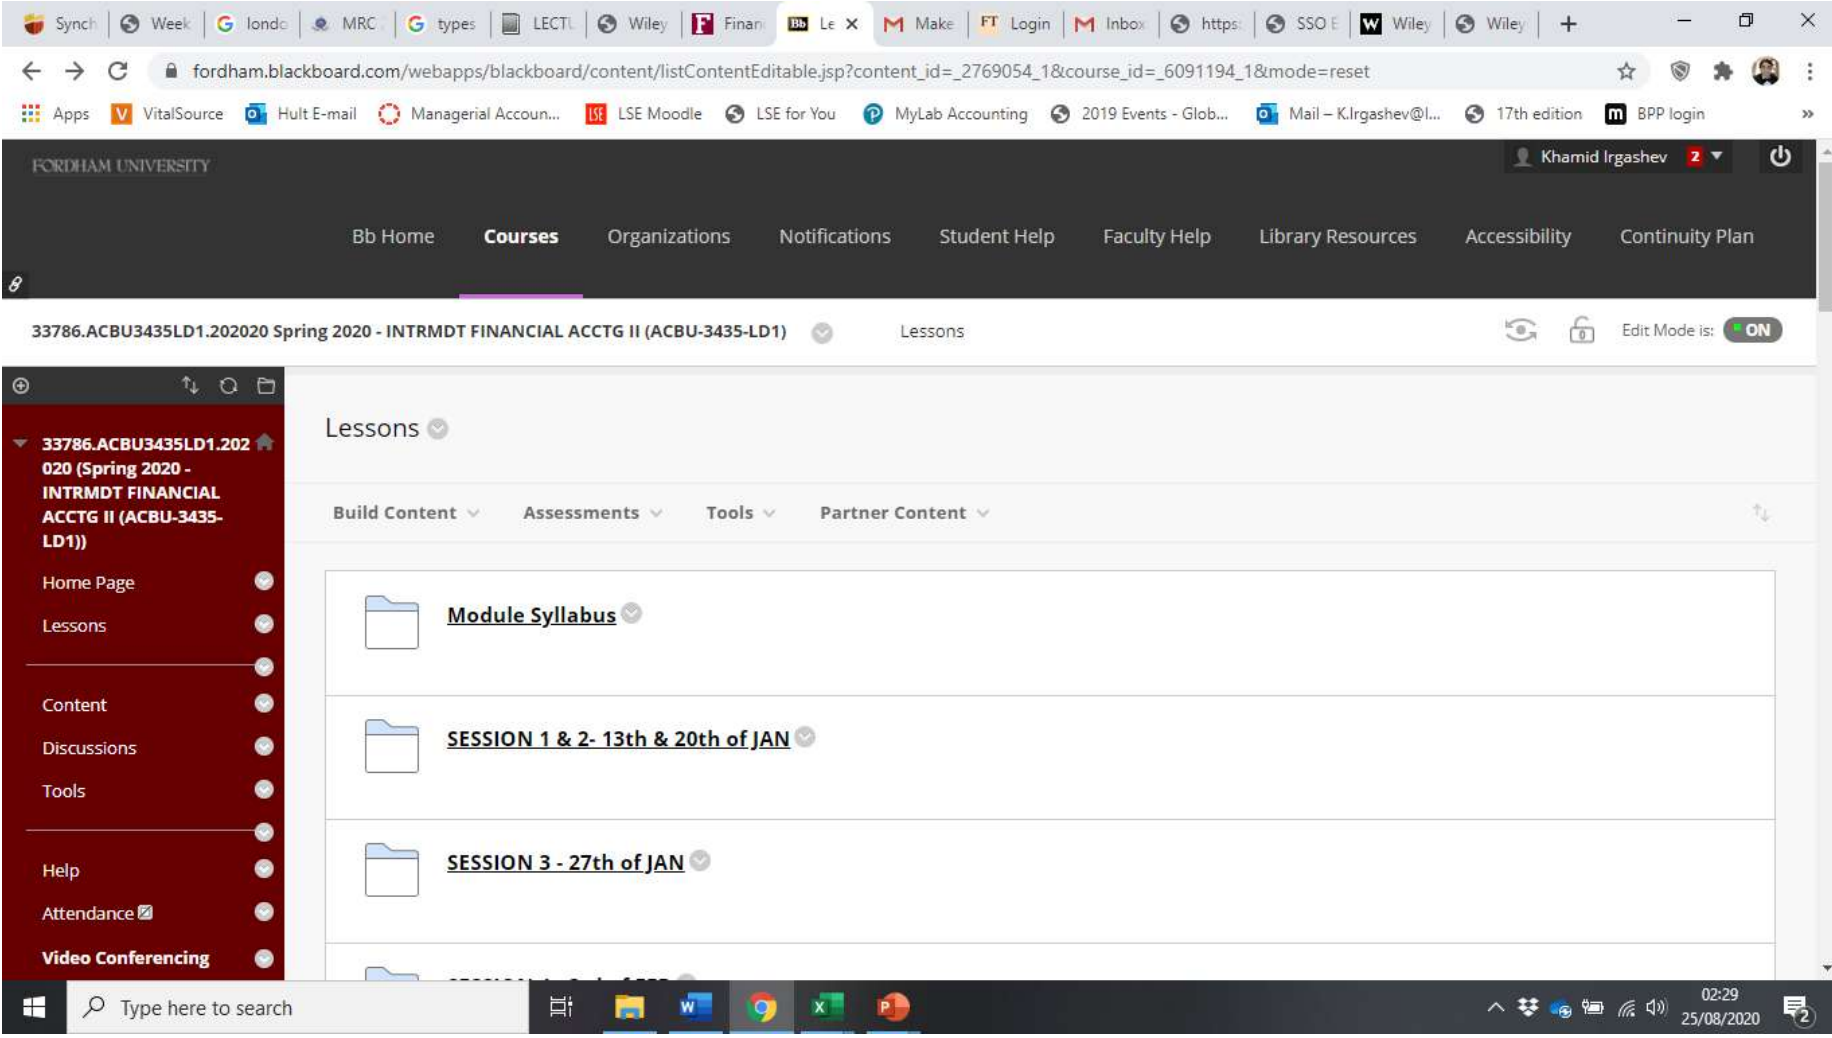 Synch
Week
londo
MRC
types
LECTU
Wiley
Finan
Le
Make
Login
Inbox
https:
SSO E
Wiley
Wiley
fordham.blackboard.com/webapps/blackboard/content/listContentEditable.jsp?content_id=_2769054_1&course_id=_6091194_1&mode=reset
Apps
VitalSource
Hult E-mail
Managerial Accoun...
LSE Moodle
LSE for You
MyLab Accounting
2019 Events - Glob...
Mail – K.Irgashev@l...
17th edition
BPP login
FORDHAM UNIVERSITY
Khamid Irgashev 2
Bb Home
Courses
Organizations
Notifications
Student Help
Faculty Help
Library Resources
Accessibility
Continuity Plan
33786.ACBU3435LD1.202020 Spring 2020 - INTRMDT FINANCIAL ACCTG II (ACBU-3435-LD1)
Lessons
Edit Mode is: ON
33786.ACBU3435LD1.202
020 (Spring 2020 -
INTRMDT FINANCIAL
ACCTG II (ACBU-3435-
LD1))
Home Page
Lessons
Content
Discussions
Tools
Help
Attendance
Video Conferencing
Lessons
Build Content
Assessments
Tools
Partner Content
Module Syllabus
SESSION 1 & 2- 13th & 20th of JAN
SESSION 3 - 27th of JAN
Type here to search
02:29
25/08/2020
2